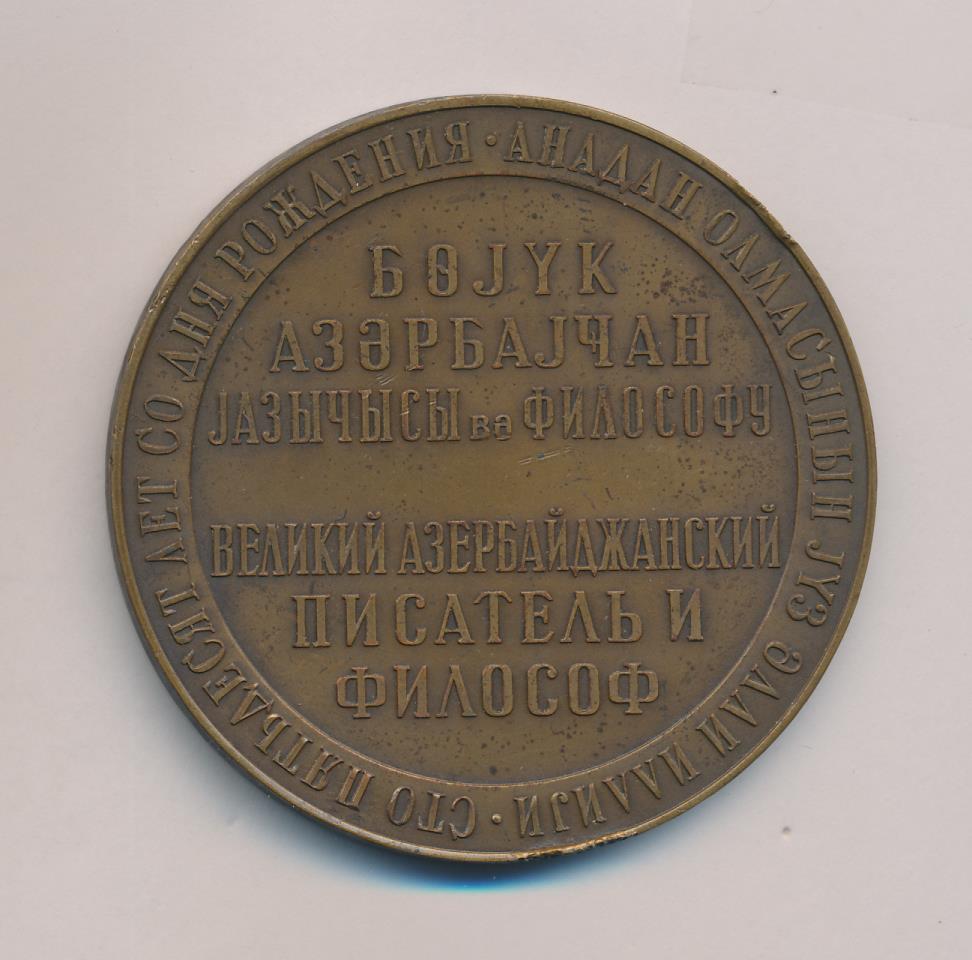 СТО ПЯТЬДЕСЯТ ЛЕТ СО ДНЯ РОЖДЕНИЯ · АНАДАН ОЛМАСЫНЫН ЈҮЗ ӘЛЛИ ИЛЛИЈИ ·
БӨЈҮК
АЗӘРБАЈҸАН
ЈАЗЫЧЫСЫ вә ФИЛОСОФУ
ВЕЛИКИЙ АЗЕРБАЙДЖАНСКИЙ
ПИСАТЕЛЬ И
ФИЛОСОФ